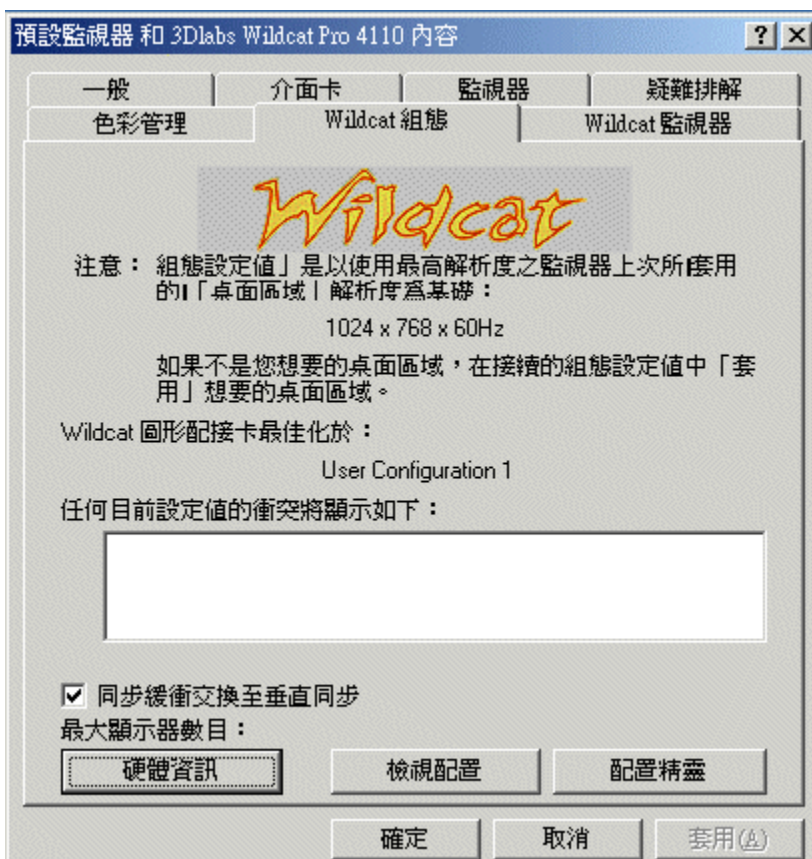 預設監視器 和 3Dlabs Wildcat Pro 4110 內容
一般 介面卡 監視器 疑難排解
色彩管理 Wildcat 組態 Wildcat 監視器
Wildcat
注意： 組態設定值」是以使用最高解析度之監視器上次所套用
的「桌面區域」解析度為基礎：
1024 x 768 x 60Hz
如果不是您想要的桌面區域，在接續的組態設定值中「套
用」想要的桌面區域。
Wildcat 圖形配接卡最佳化於：
User Configuration 1
任何目前設定值的衝突將顯示如下：
同步緩衝交換至垂直同步
最大顯示器數目：
硬體資訊 檢視配置 配置精靈
確定 取消 套用(A)